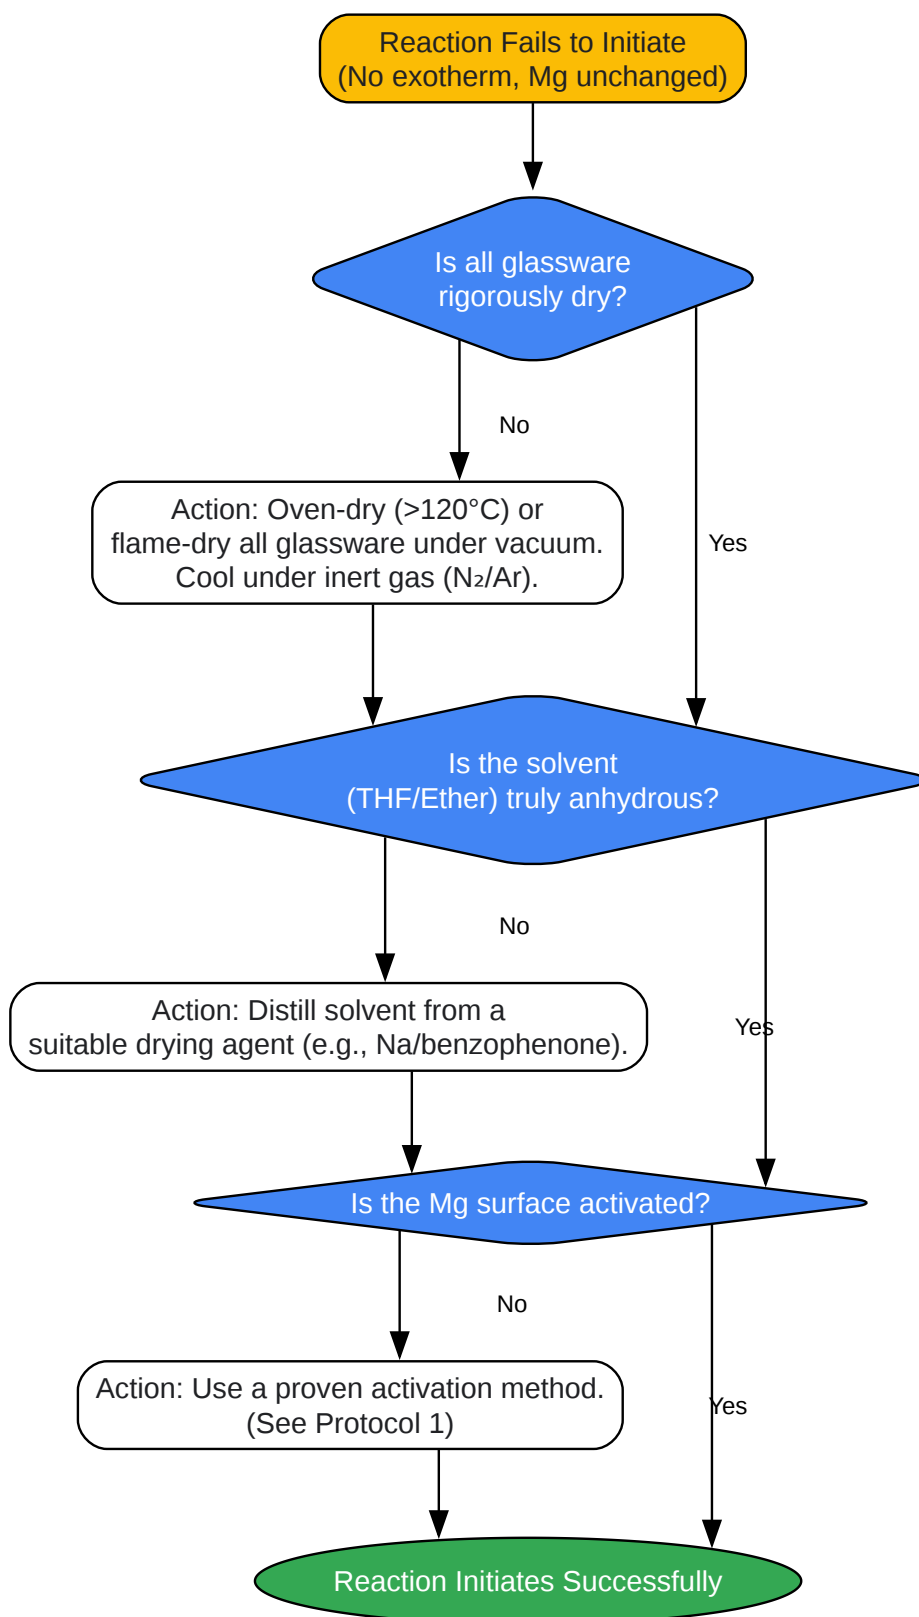 Reaction Fails to Initiate
(No exotherm, Mg unchanged)
Is all glassware
rigorously dry?
No
Action: Oven-dry (>120°C) or
flame-dry all glassware under vacuum.
Cool under inert gas (N₂/Ar).
Yes
Is the solvent
(THF/Ether) truly anhydrous?
No
Action: Distill solvent from a
suitable drying agent (e.g., Na/benzophenone).
Yes
Is the Mg surface activated?
No
Action: Use a proven activation method.
(See Protocol 1)
Yes
Reaction Initiates Successfully